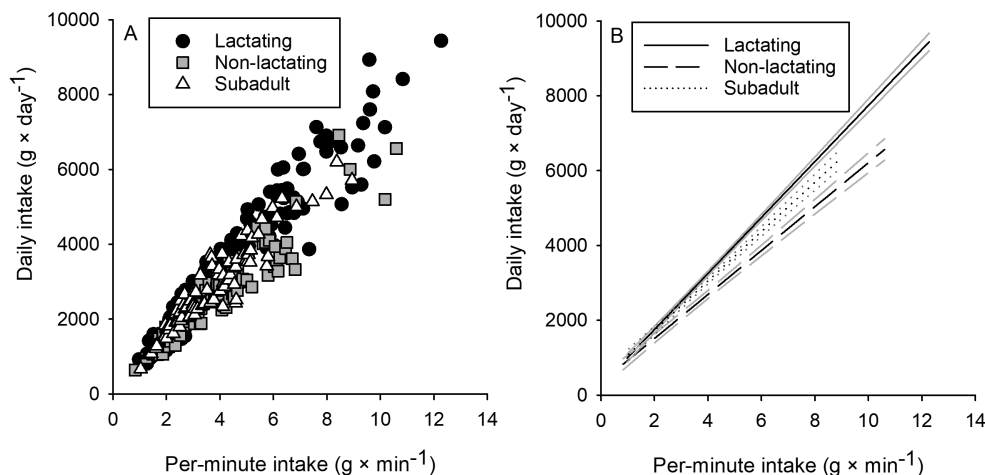 A
Lactating
Non-lactating
Subadult
10000
8000
6000
4000
2000
0
Daily intake (g × day⁻¹)
0 2 4 6 8 10 12 14
Per-minute intake (g × min⁻¹)
B
Lactating
Non-lactating
Subadult
10000
8000
6000
4000
2000
0
Daily intake (g × day⁻¹)
0 2 4 6 8 10 12 14
Per-minute intake (g × min⁻¹)